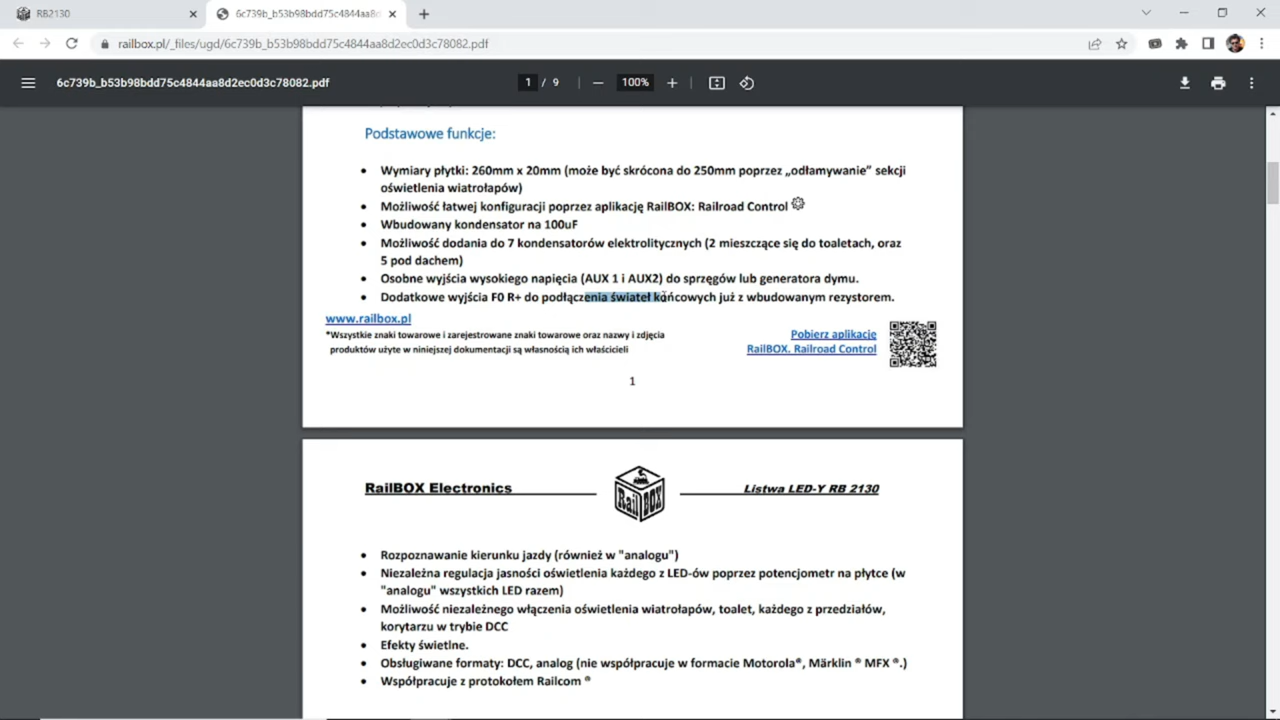 RB2130
6c739b_b53b98bdd75c4844aa8
railbox.pl/_files/ugd/6c739b_b53b98bdd75c4844aa8d2ec0d3c78082.pdf
6c739b_b53b98bdd75c4844aa8d2ec0d3c78082.pdf
1 / 9
100%
Podstawowe funkcje:
• Wymiary płytki: 260mm x 20mm (może być skrócona do 250mm poprzez „odłamywanie” sekcji
oświetlenia wiatrołapów)
• Możliwość łatwej konfiguracji poprzez aplikację RailBOX: Railroad Control
• Wbudowany kondensator na 100uF
• Możliwość dodania do 7 kondensatorów elektrolitycznych (2 mieszczące się do toaletach, oraz
5 pod dachem)
• Osobne wyjścia wysokiego napięcia (AUX 1 i AUX2) do sprzęgów lub generatora dymu.
• Dodatkowe wyjścia F0 R+ do podłączenia świateł końcowych już z wbudowanym rezystorem.
www.railbox.pl
*Wszystkie znaki towarowe i zarejestrowane znaki towarowe oraz nazwy i zdjęcia
produktów użyte w niniejszej dokumentacji są własnością ich właścicieli
Pobierz aplikację
RailBOX. Railroad Control
1
RailBOX Electronics
RailBOX
Listwa LED-Y RB 2130
• Rozpoznawanie kierunku jazdy (również w "analogu")
• Niezależna regulacja jasności oświetlenia każdego z LED-ów poprzez potencjometr na płytce (w
"analogu" wszystkich LED razem)
• Możliwość niezależnego włączenia oświetlenia wiatrołapów, toalet, każdego z przedziałów,
korytarzu w trybie DCC
• Efekty świetlne.
• Obsługiwane formaty: DCC, analog (nie współpracuje w formacie Motorola®, Märklin ® MFX ®.)
• Współpracuje z protokołem Railcom ®